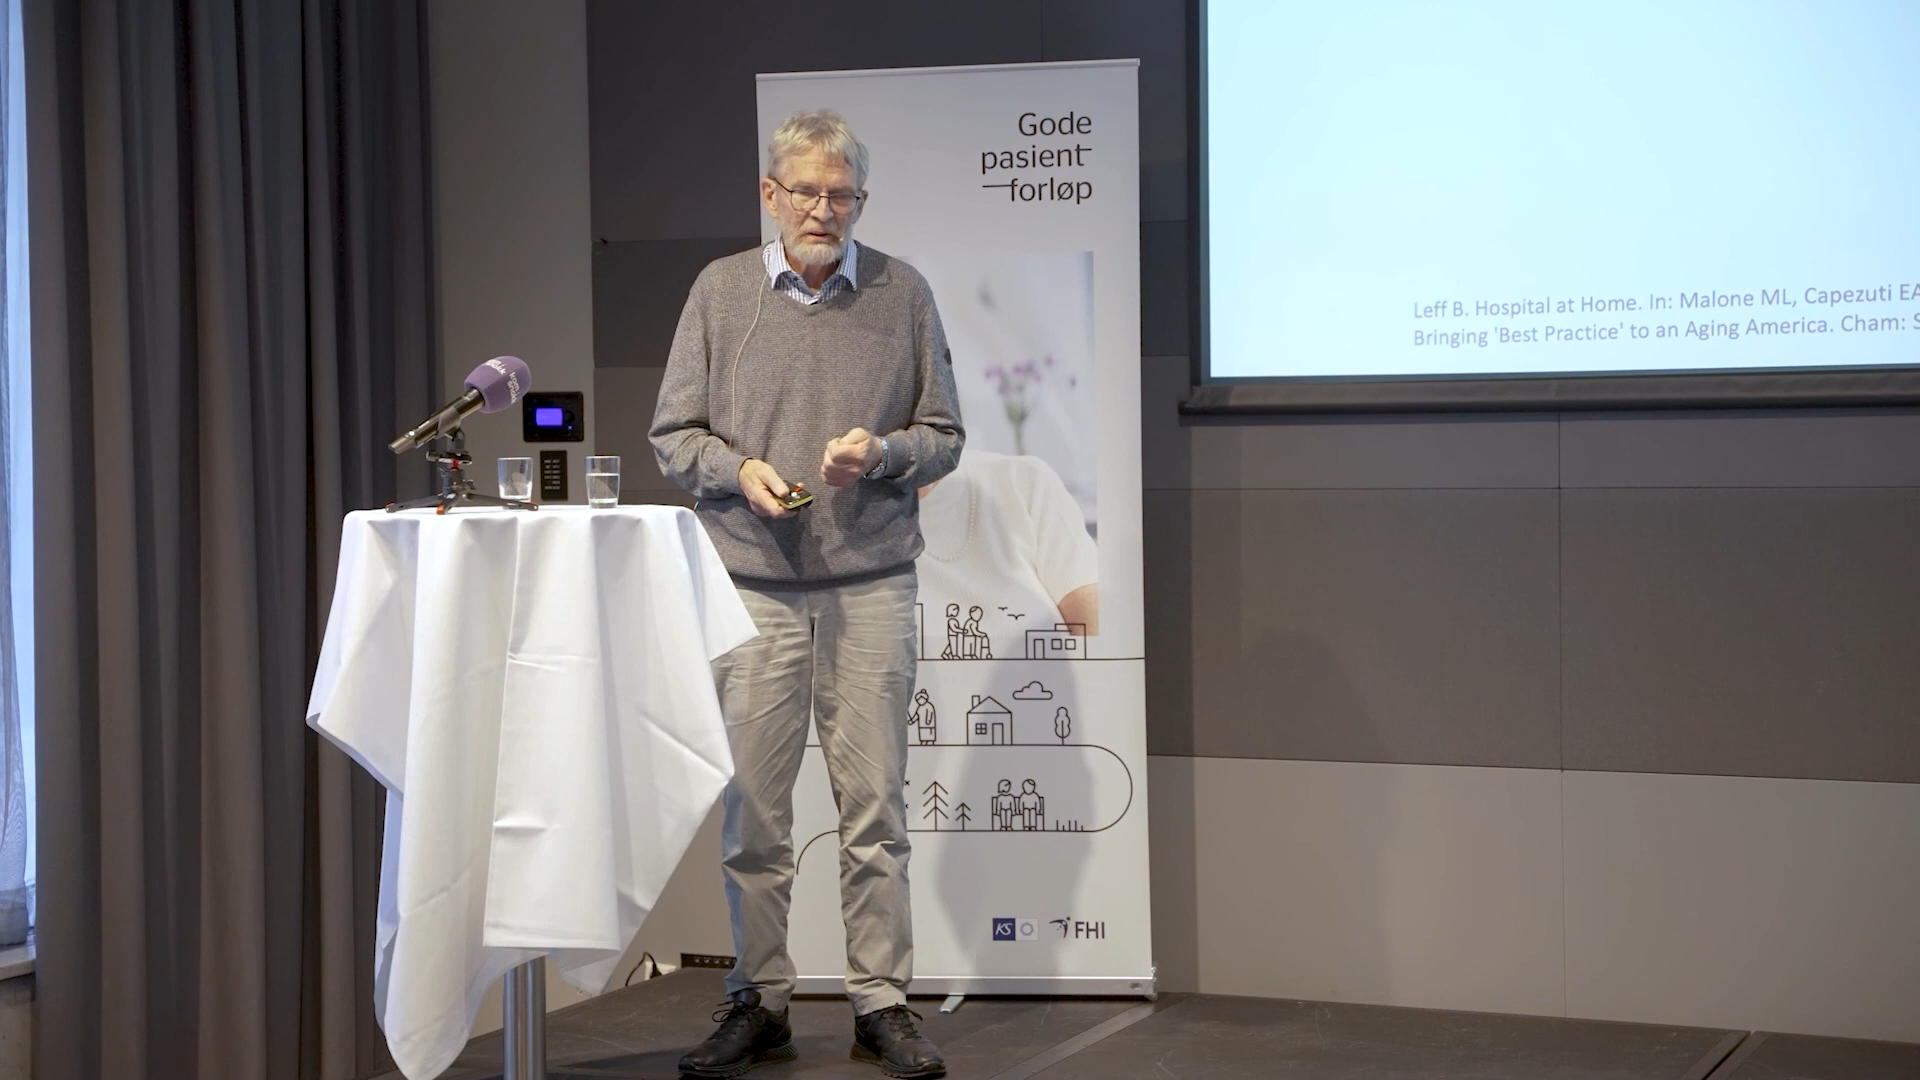 Gode
pasient
forløp
Leff B. Hospital at Home. In: Malone ML, Capezuti EA
Bringing 'Best Practice' to an Aging America. Cham: S
KS
FHI